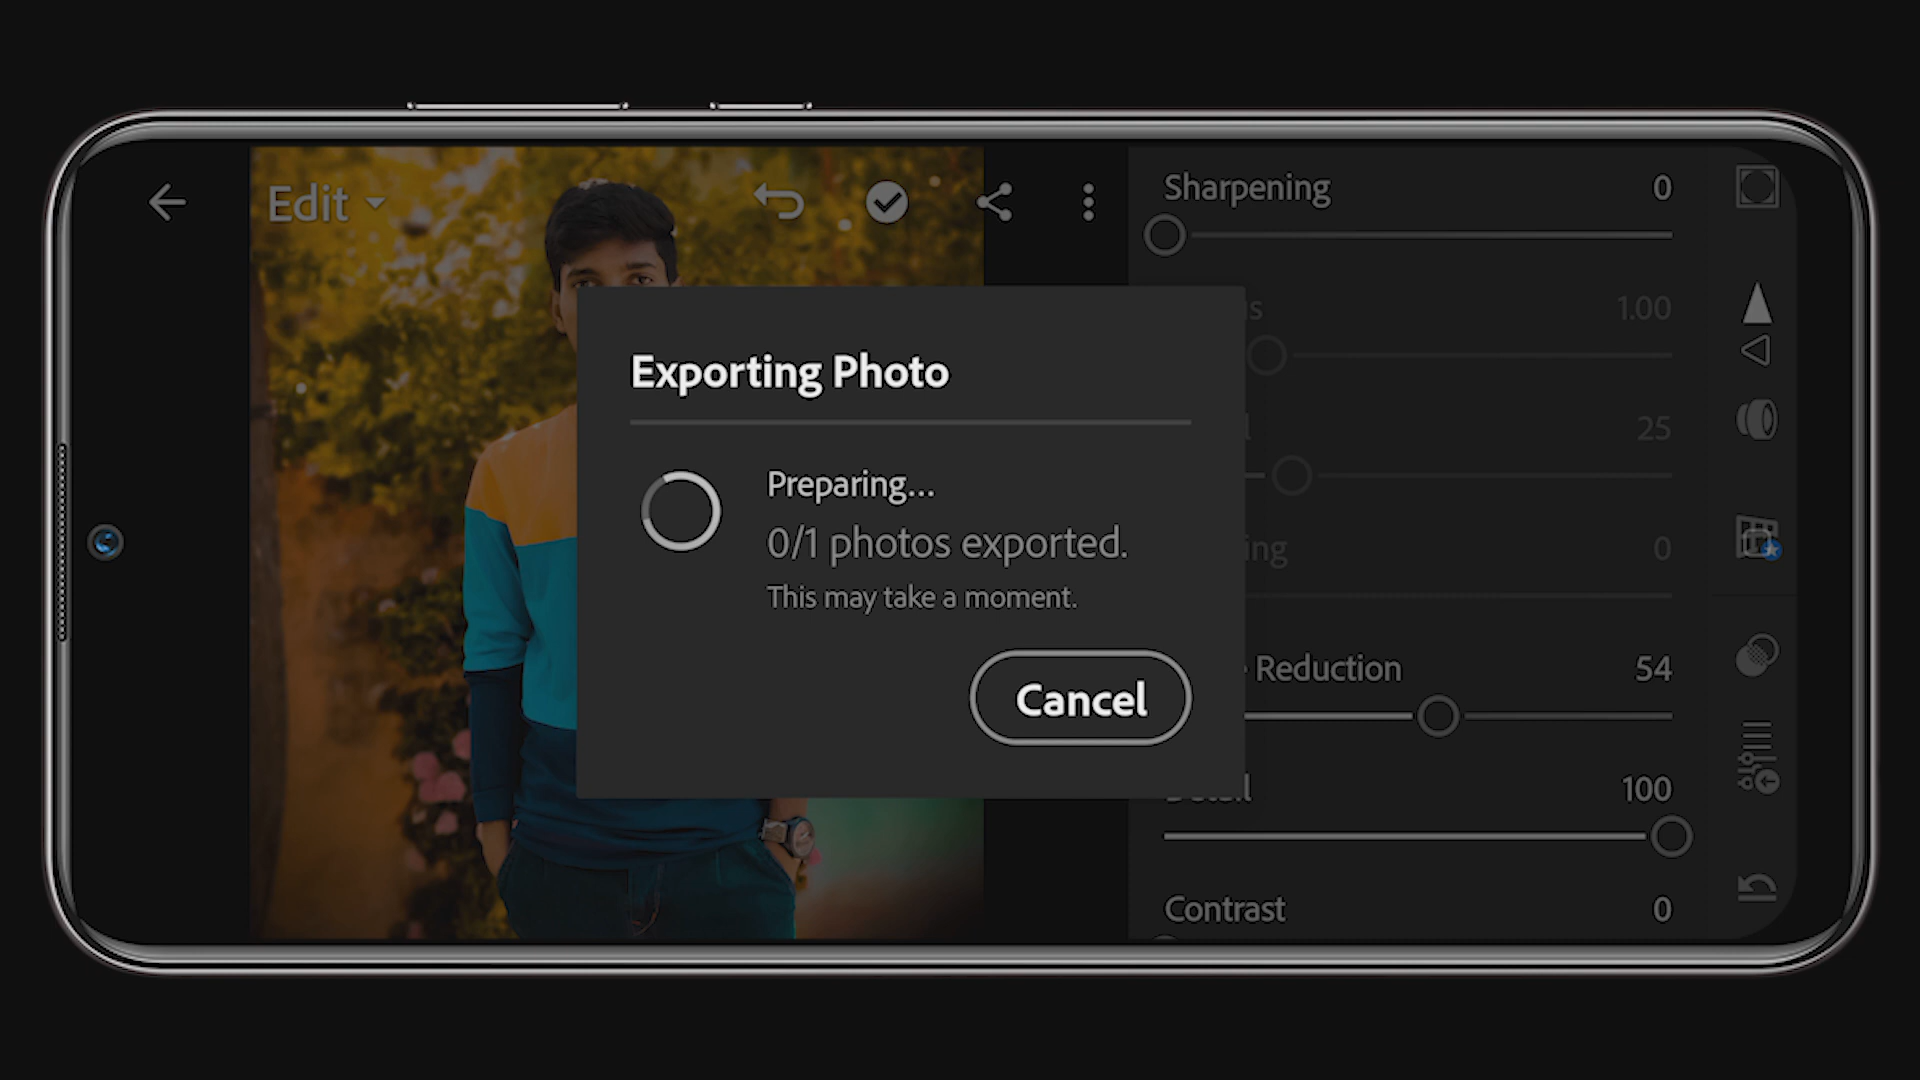 Edit
Sharpening 0
1.00
25
0
Reduction 54
100
Contrast 0
Exporting Photo
Preparing...
0/1 photos exported.
This may take a moment.
Cancel